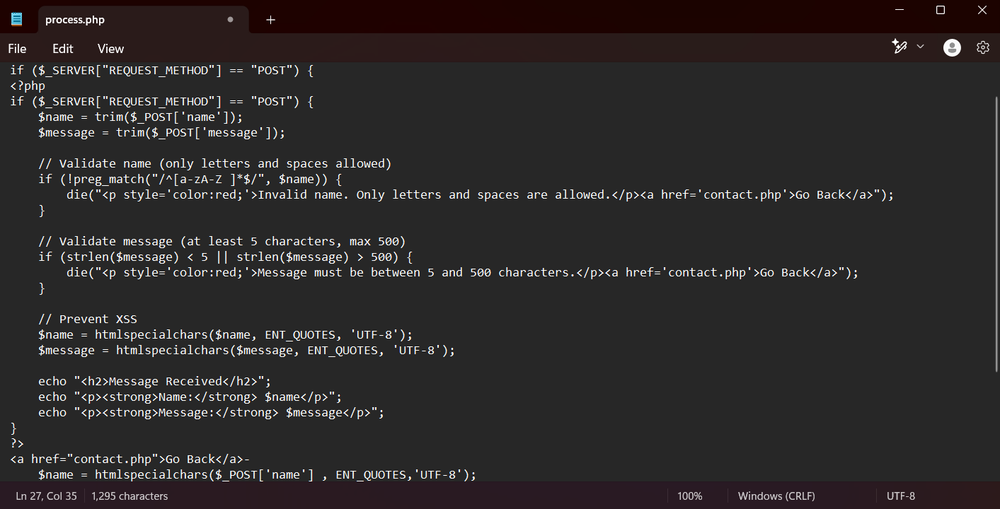 process.php
File Edit View
if ($_SERVER["REQUEST_METHOD"] == "POST") {
<?php
if ($_SERVER["REQUEST_METHOD"] == "POST") {
    $name = trim($_POST['name']);
    $message = trim($_POST['message']);

    // Validate name (only letters and spaces allowed)
    if (!preg_match("/^[a-zA-Z ]*$/", $name)) {
        die("<p style='color:red;'>Invalid name. Only letters and spaces are allowed.</p><a href='contact.php'>Go Back</a>");
    }

    // Validate message (at least 5 characters, max 500)
    if (strlen($message) < 5 || strlen($message) > 500) {
        die("<p style='color:red;'>Message must be between 5 and 500 characters.</p><a href='contact.php'>Go Back</a>");
    }

    // Prevent XSS
    $name = htmlspecialchars($name, ENT_QUOTES, 'UTF-8');
    $message = htmlspecialchars($message, ENT_QUOTES, 'UTF-8');

    echo "<h2>Message Received</h2>";
    echo "<p><strong>Name:</strong> $name</p>";
    echo "<p><strong>Message:</strong> $message</p>";
}
?>
<a href="contact.php">Go Back</a>-
    $name = htmlspecialchars($_POST['name'] , ENT_QUOTES,'UTF-8');
Ln 27, Col 35 1,295 characters 100% Windows (CRLF) UTF-8